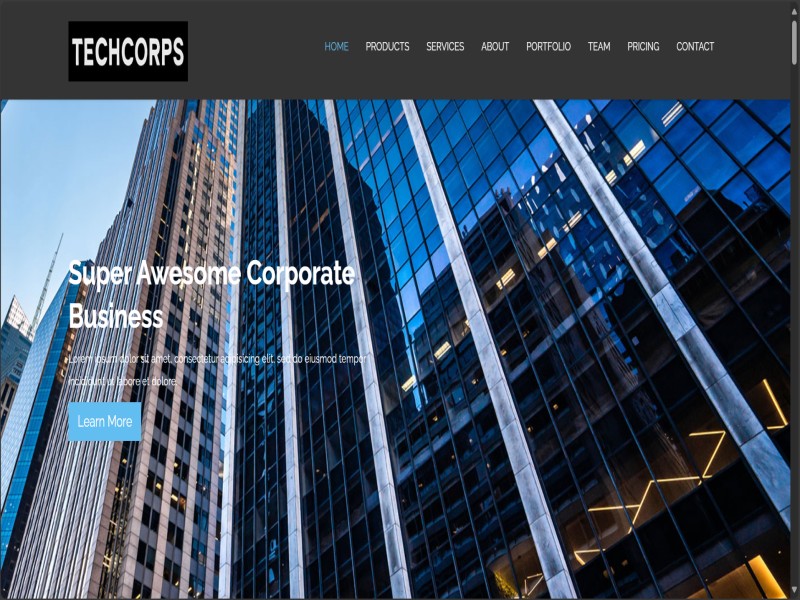 TECHCORPS
HOME PRODUCTS SERVICES ABOUT PORTFOLIO TEAM PRICING CONTACT
Super Awesome Corporate
Business
Lorem ipsum dolor sit amet, consectetur adipisicing elit, sed do eiusmod tempor
incididunt ut labore et dolore.
Learn More